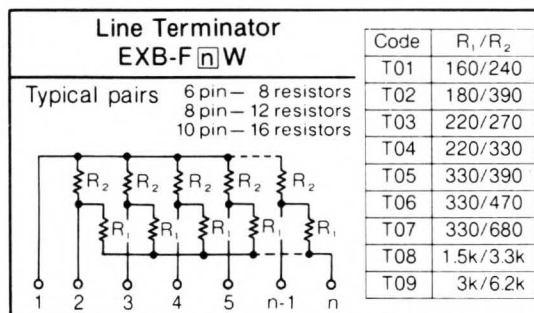 Line Terminator
EXB-F n W
Typical pairs 6 pin — 8 resistors
8 pin — 12 resistors
10 pin — 16 resistors
R2 R2 R2 R2 R2
R1 R1 R1 R1 R1
1 2 3 4 5 n-1 n
Code R1/R2
T01 160/240
T02 180/390
T03 220/270
T04 220/330
T05 330/390
T06 330/470
T07 330/680
T08 1.5k/3.3k
T09 3k/6.2k